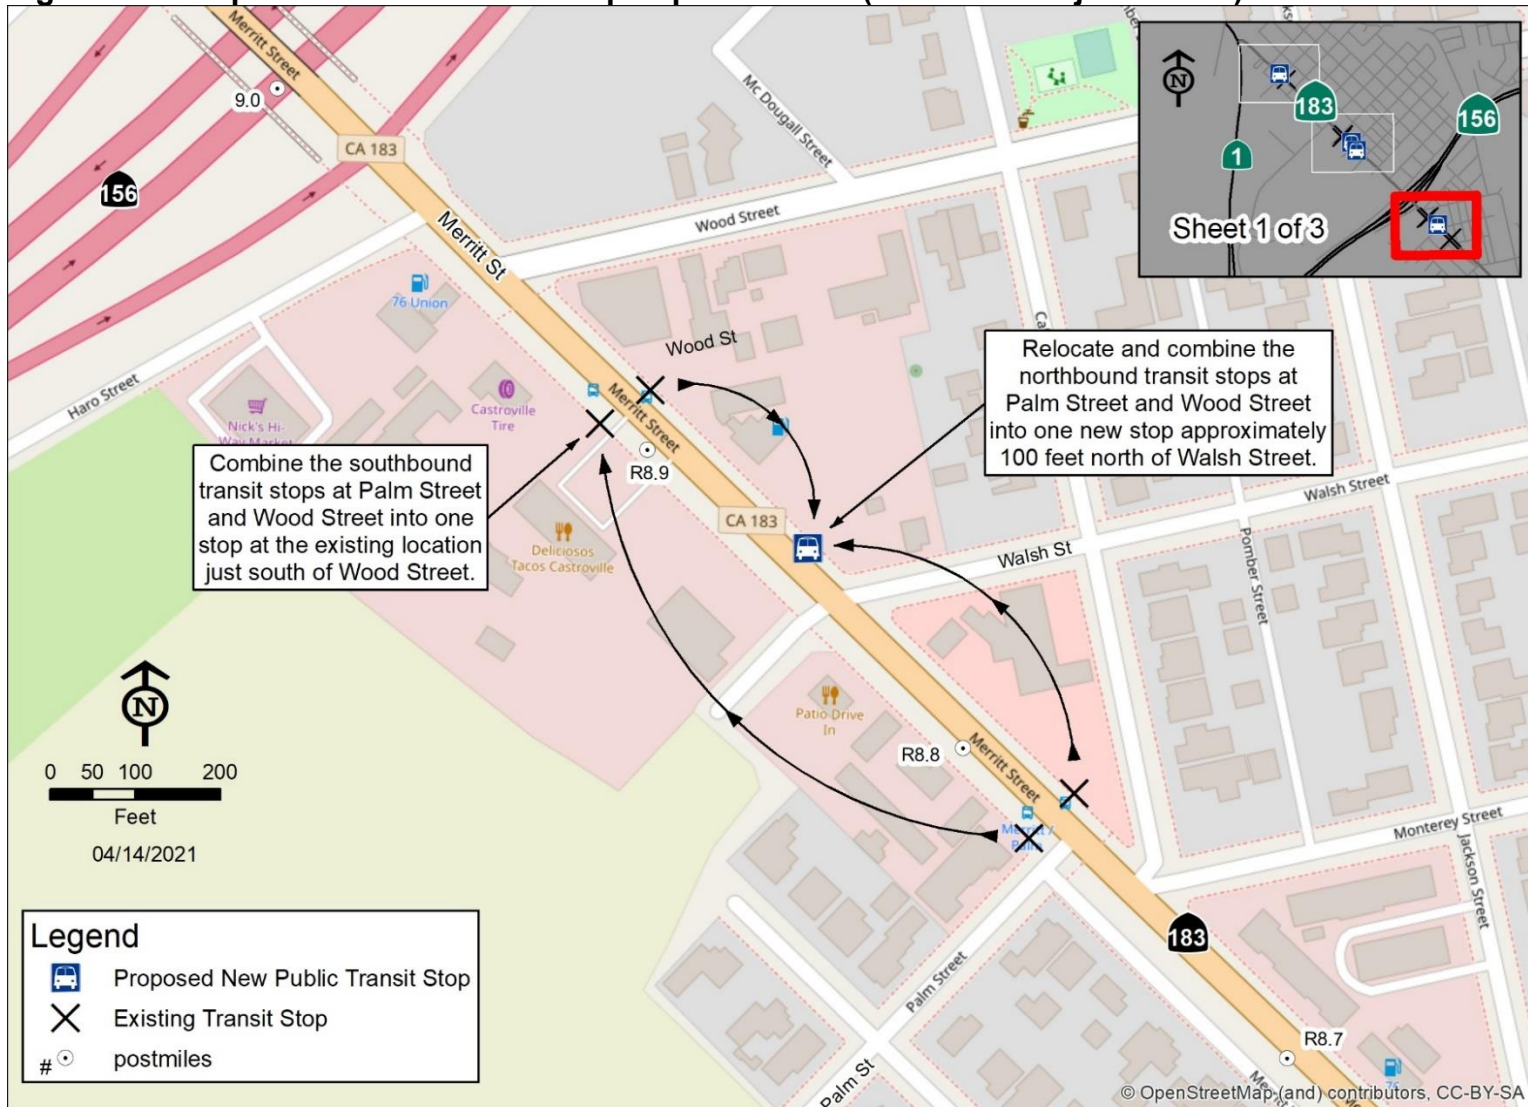 Merritt Street
9.0
CA 183
156
Merritt St
Mc Dougall Street
Wood Street
183
156
1
Sheet 1 of 3
N
76 Union
Haro Street
Nick's Hi-
Way Market
Castroville
Tire
Wood St
Merritt Street
R8.9
Relocate and combine the
northbound transit stops at
Palm Street and Wood Street
into one new stop approximately
100 feet north of Walsh Street.
Combine the southbound
transit stops at Palm Street
and Wood Street into one
stop at the existing location
just south of Wood Street.
Deliciosos
Tacos Castroville
CA 183
Walsh St
Walsh Street
Pomber Street
Patio Drive
In
R8.8
Merritt Street
Merritt /
Palm
Monterey Street
Jackson Street
183
Palm Street
Palm St
R8.7
76
N
0 50 100 200
Feet
04/14/2021
Legend
Proposed New Public Transit Stop
Existing Transit Stop
# postmiles
© OpenStreetMap (and) contributors, CC-BY-SA